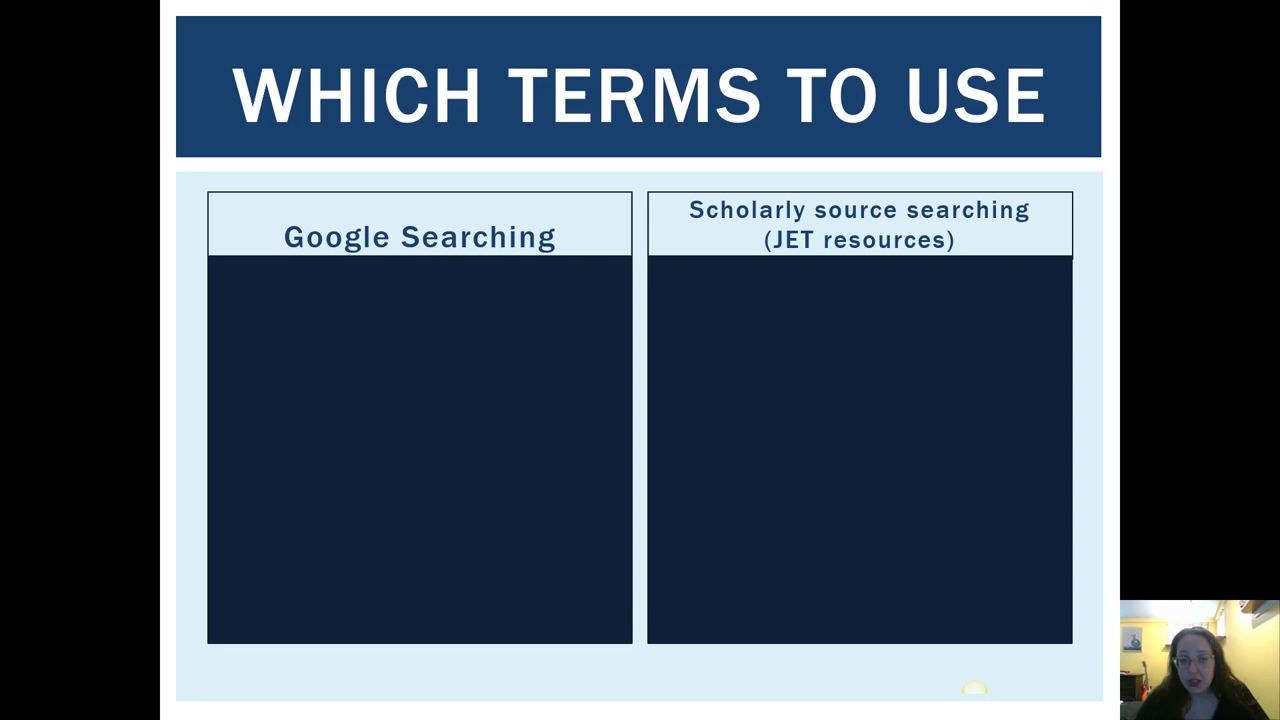 WHICH TERMS TO USE
Google Searching
Scholarly source searching
(JET resources)